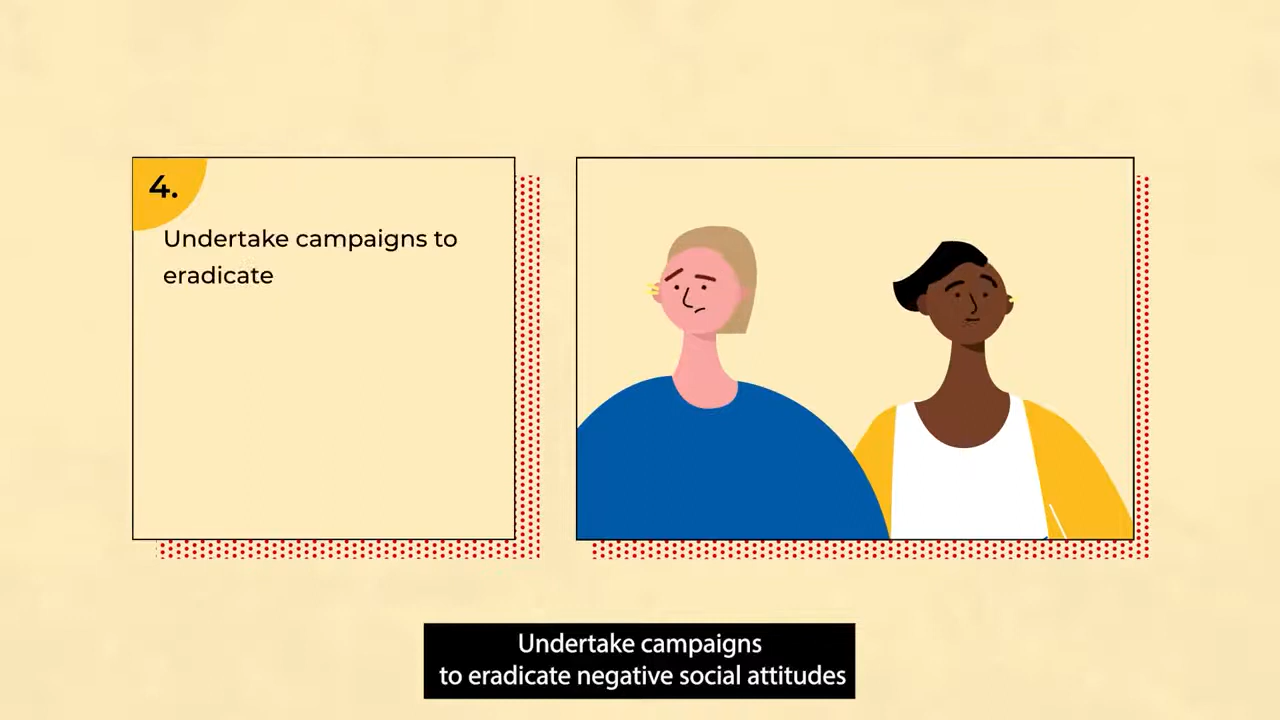 4.
Undertake campaigns to
eradicate
Undertake campaigns
to eradicate negative social attitudes